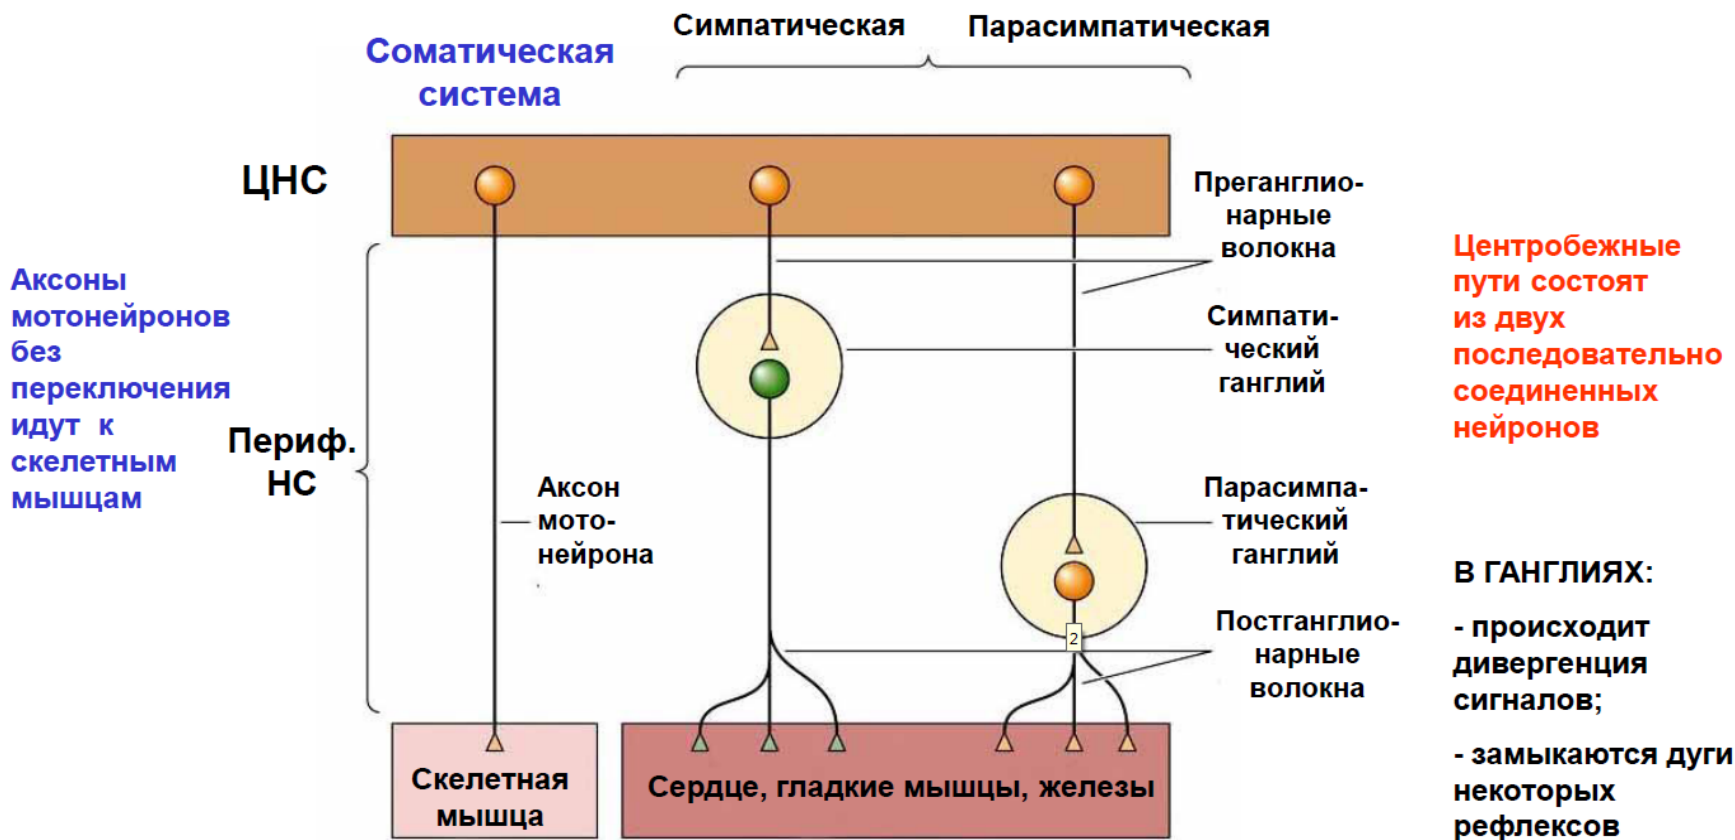 Симпатическая
Парасимпатическая
Соматическая
система
ЦНС
Преганглио-
нарные
волокна
Аксоны
мотонейронов
без
переключения
идут к
скелетным
мышцам
Периф.
НС
Симпати-
ческий
ганглий
Центробежные
пути состоят
из двух
последовательно
соединенных
нейронов
Аксон
мото-
нейрона
Парасимпа-
тический
ганглий
2
Постганглио-
нарные
волокна
В ГАНГЛИЯХ:
- происходит
дивергенция
сигналов;
- замыкаются дуги
некоторых
рефлексов
Скелетная
мышца
Сердце, гладкие мышцы, железы